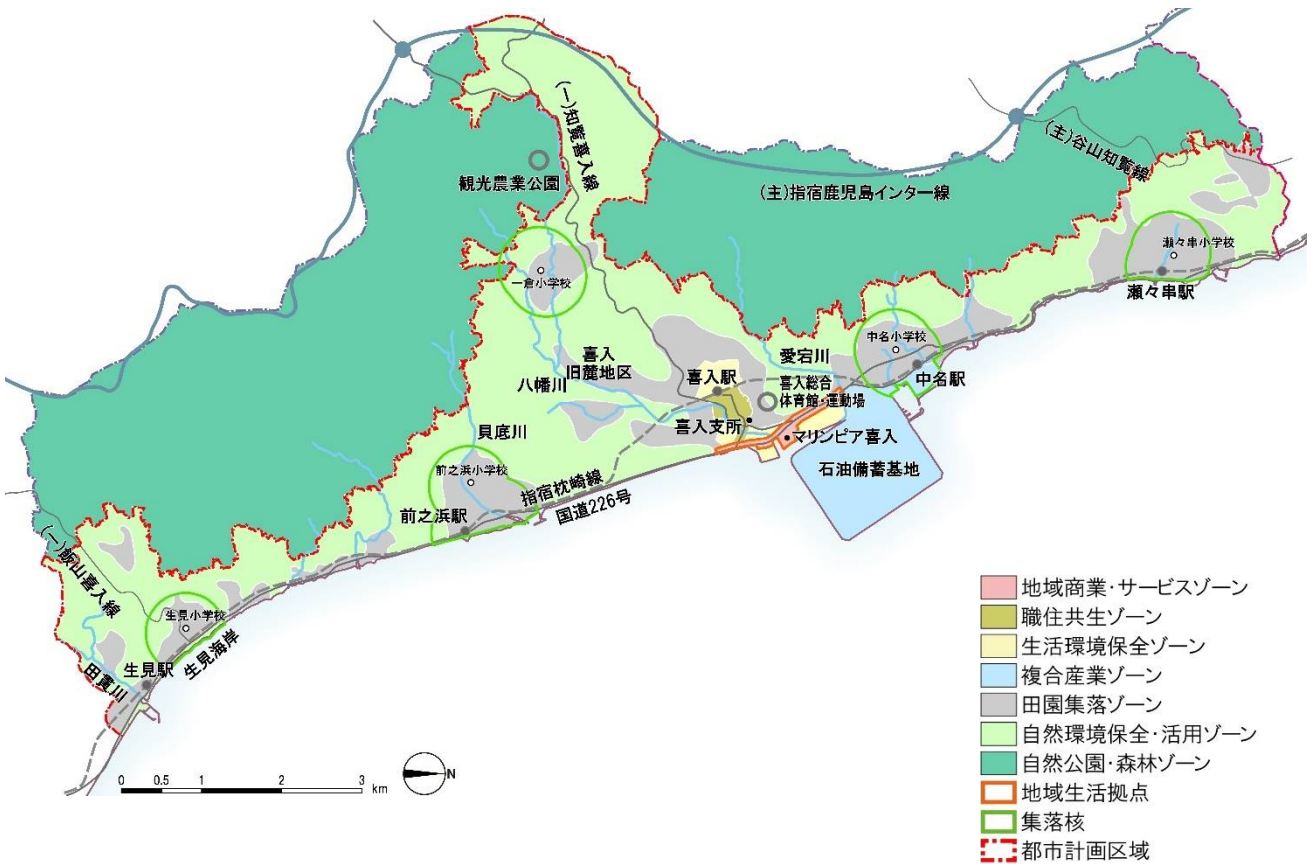 (一)知覧喜入線
(主)谷山知覧線
観光農業公園
(主)指宿鹿児島インター線
瀬々串小学校
瀬々串駅
一倉小学校
中名小学校
中名駅
喜入
旧麓地区
愛宕川
八幡川
喜入駅
喜入総合
体育館・運動場
喜入支所
マリンピア喜入
石油備蓄基地
貝底川
前之浜小学校
前之浜駅
指宿枕崎線
国道226号
(一)飯山喜入線
生見小学校
生見海岸
生見駅
田貫川
0 0.5 1 2 3
km
N
地域商業・サービスゾーン
職住共生ゾーン
生活環境保全ゾーン
複合産業ゾーン
田園集落ゾーン
自然環境保全・活用ゾーン
自然公園・森林ゾーン
地域生活拠点
集落核
都市計画区域